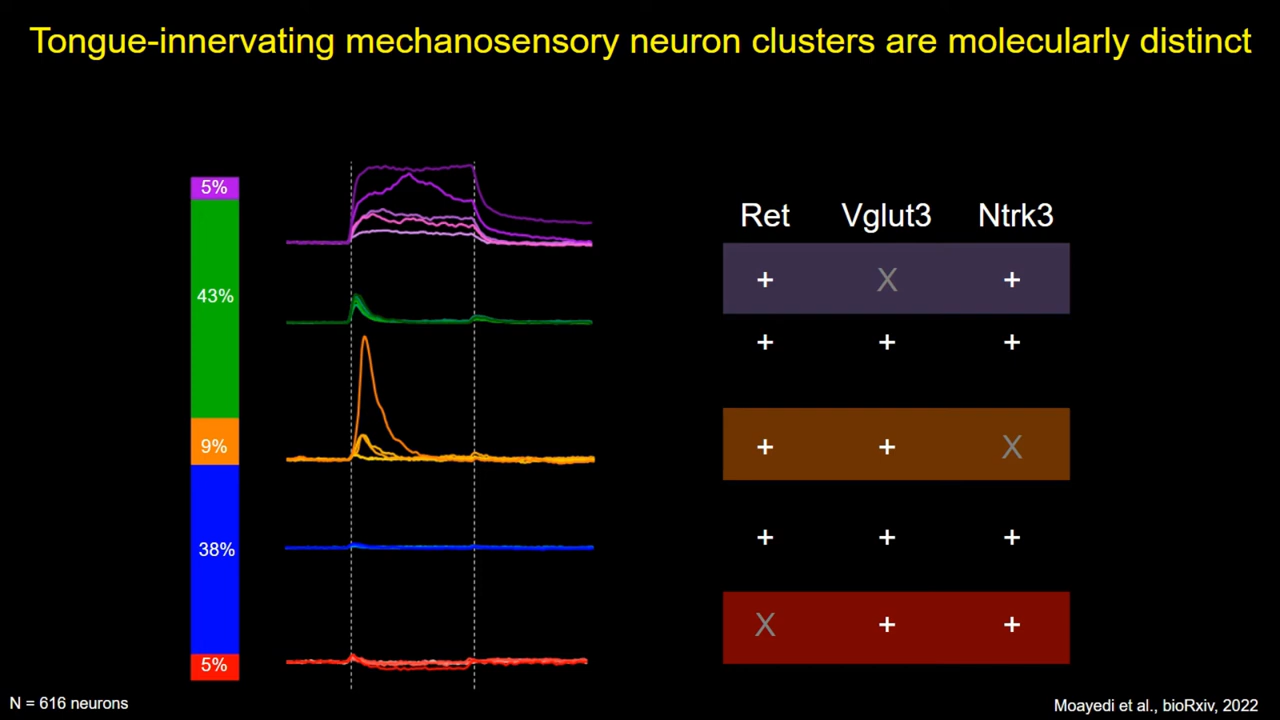 Tongue-innervating mechanosensory neuron clusters are molecularly distinct
5%
43%
9%
38%
5%
Ret Vglut3 Ntrk3
+ X +
+ + +
+ + X
+ + +
X + +
N = 616 neurons
Moayedi et al., bioRxiv, 2022